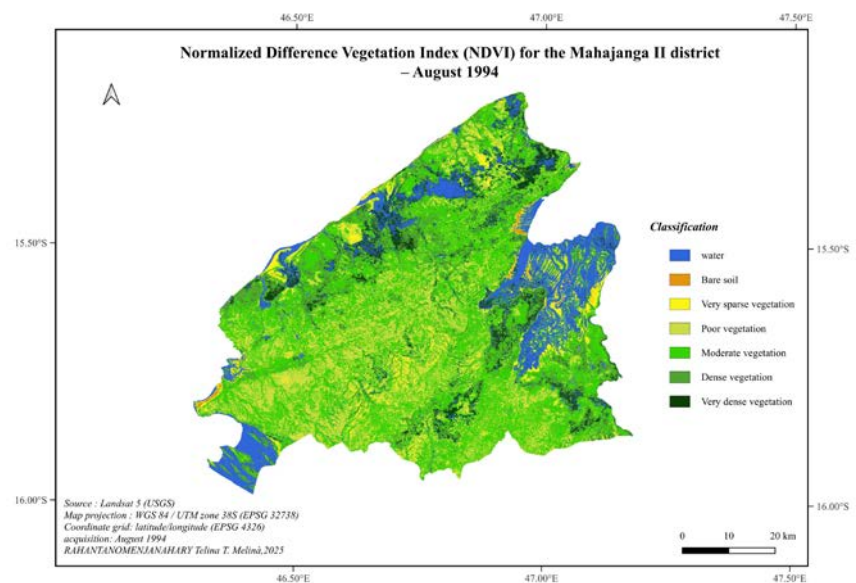 46.50°E 47.00°E 47.50°E
Normalized Difference Vegetation Index (NDVI) for the Mahajanga II district
– August 1994
15.50°S 15.50°S
Classification
water
Bare soil
Very sparse vegetation
Poor vegetation
Moderate vegetation
Dense vegetation
Very dense vegetation
16.00°S 16.00°S
Source : Landsat 5 (USGS)
Map projection : WGS 84 / UTM zone 38S (EPSG 32738)
Coordinate grid: latitude/longitude (EPSG 4326)
acquisition: August 1994
RAHANTANOMENJANAHARY Telina T. Melinà,2025
0 10 20 km
46.50°E 47.00°E 47.50°E